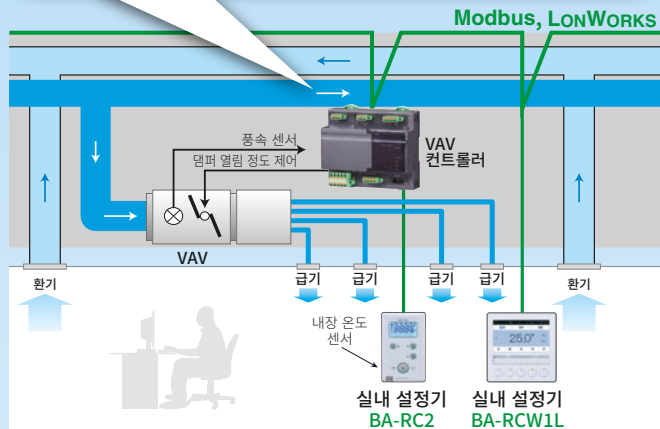 Modbus, LONWORKS
풍속 센서
댐퍼 열림 정도 제어
VAV
컨트롤러
VAV
환기
급기
급기
급기
급기
환기
내장 온도
센서
25.0°
실내 설정기
BA-RC2
실내 설정기
BA-RCW1L